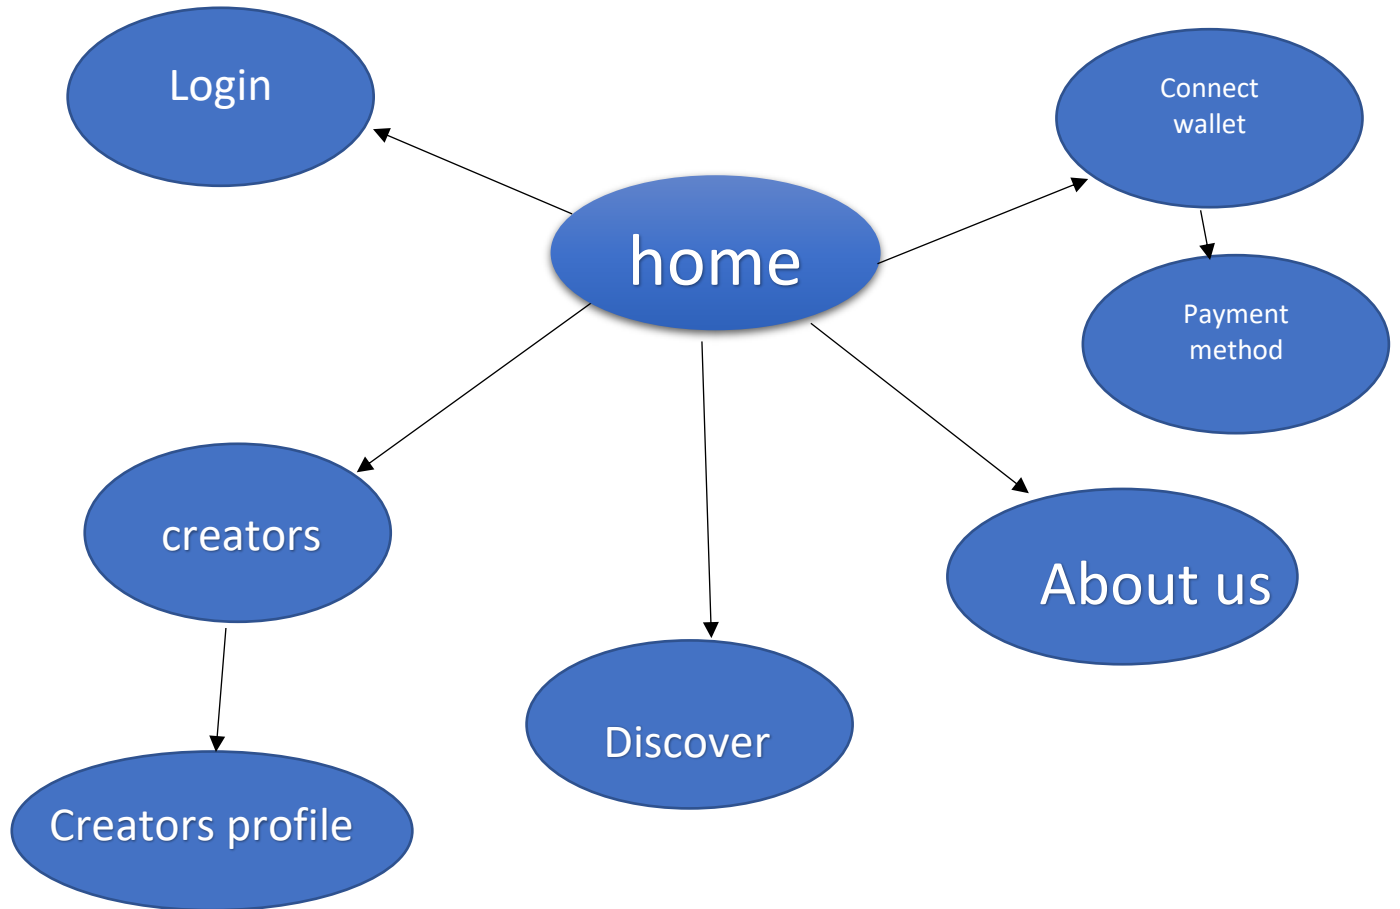 Login
Connect
wallet
home
Payment
method
creators
About us
Discover
Creators profile